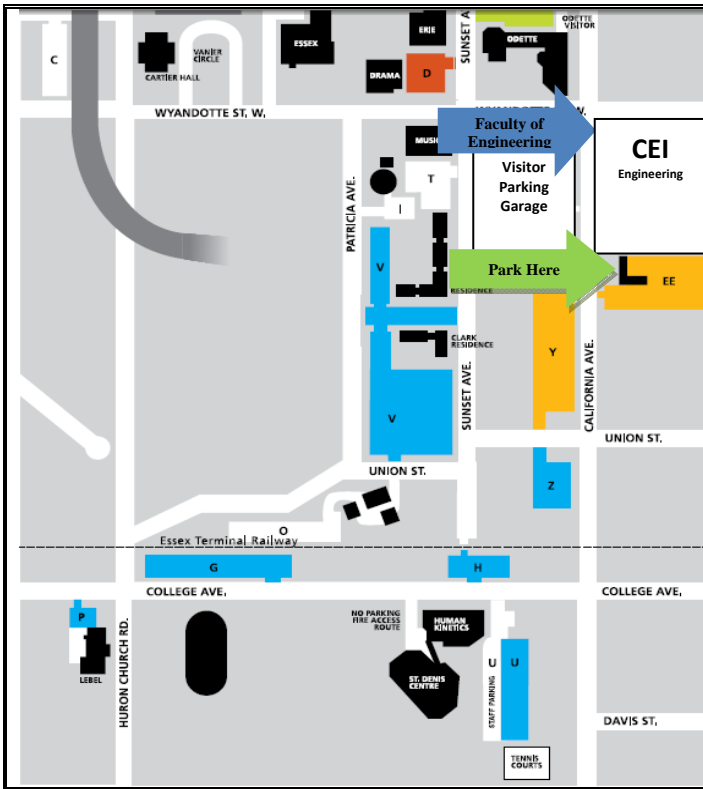 SUNSET A
ODETTE
VISITOR
ERIE
ESSEX
ODETTE
VANIER
CIRCLE
C
CARTIER HALL
DRAMA
D
WYANDOTTE ST. W.
W.
Faculty of
Engineering
MUSI
CEI
Engineering
Visitor
Parking
Garage
T
I
PATRICIA AVE.
V
Park Here
EE
RESIDENCE
CLARK
RESIDENCE
Y
SUNSET AVE.
CALIFORNIA AVE.
V
UNION ST.
UNION ST.
Z
O
Essex Terminal Railway
G
H
COLLEGE AVE.
COLLEGE AVE.
P
LEBEL
HURON CHURCH RD.
NO PARKING
FIRE ACCESS
ROUTE
HUMAN
KINETICS
ST. DENIS
CENTRE
U
U
STAFF PARKING
DAVIS ST.
TENNIS
COURTS